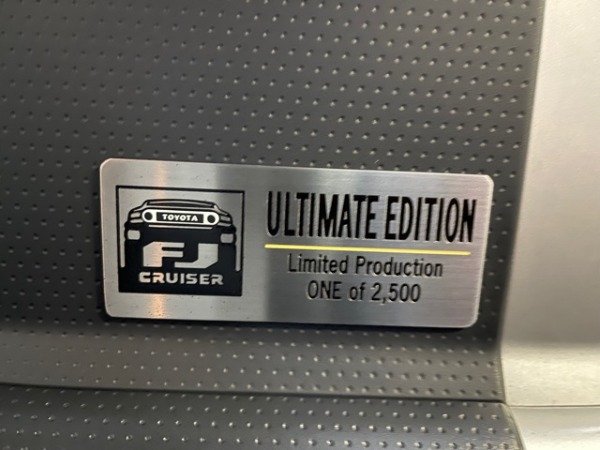 TOYOTA
FJ
CRUISER
ULTIMATE EDITION
Limited Production
ONE of 2,500